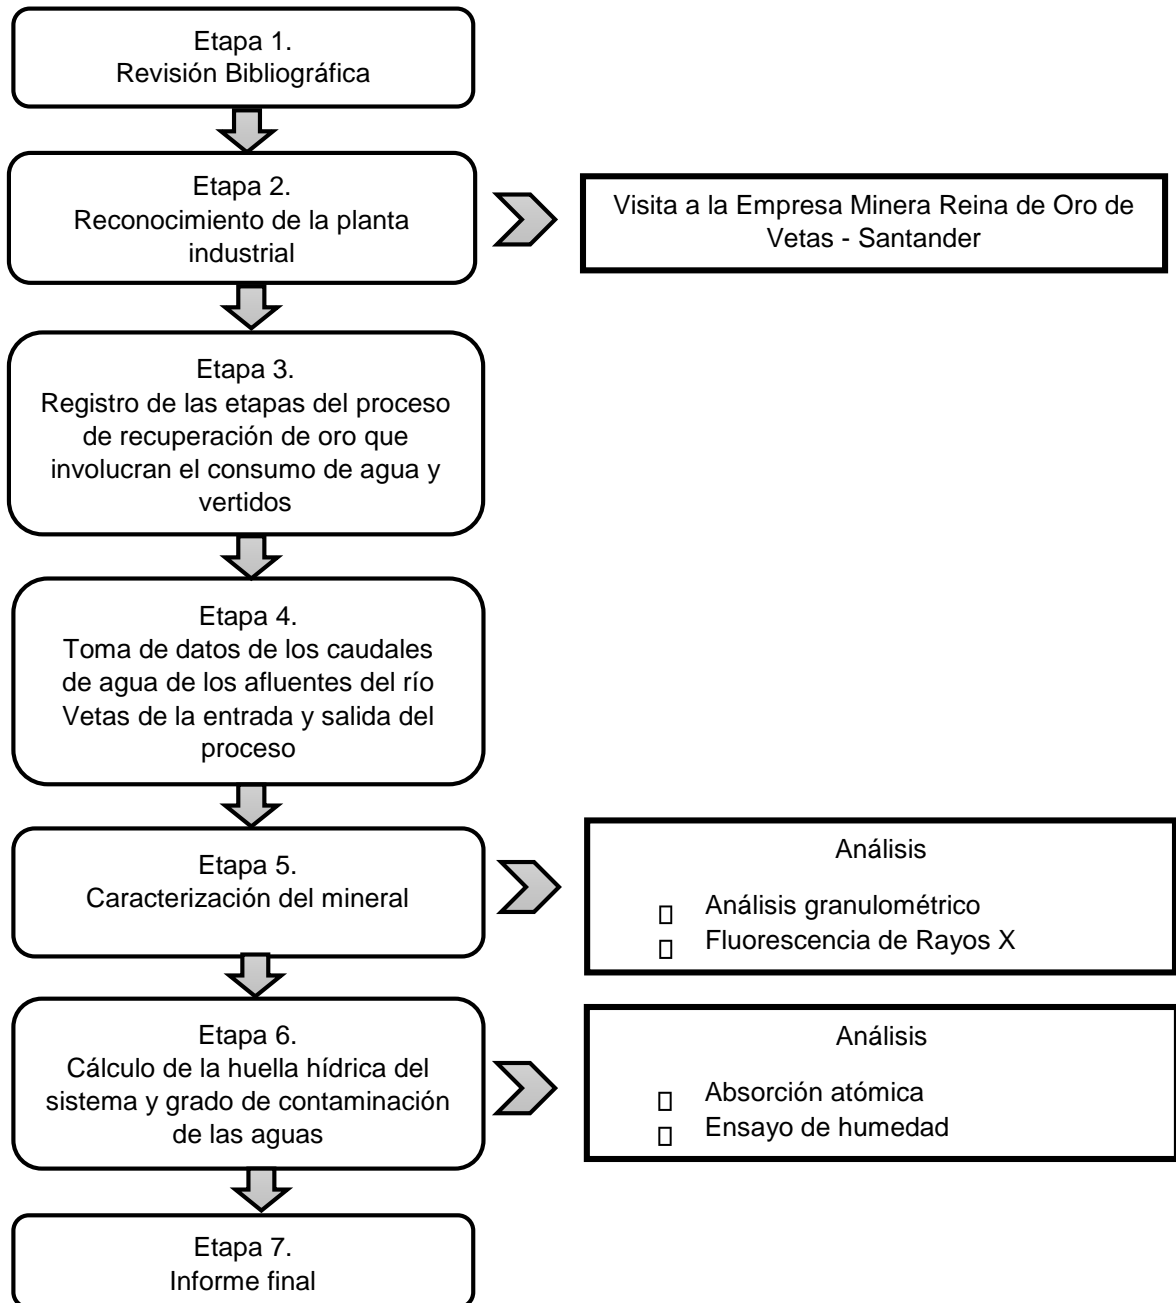 Etapa 1.
Revisión Bibliográfica
Etapa 2.
Reconocimiento de la planta
industrial
Visita a la Empresa Minera Reina de Oro de
Vetas - Santander
Etapa 3.
Registro de las etapas del proceso
de recuperación de oro que
involucran el consumo de agua y
vertidos
Etapa 4.
Toma de datos de los caudales
de agua de los afluentes del río
Vetas de la entrada y salida del
proceso
Etapa 5.
Caracterización del mineral
Análisis
Análisis granulométrico
Fluorescencia de Rayos X
Etapa 6.
Cálculo de la huella hídrica del
sistema y grado de contaminación
de las aguas
Análisis
Absorción atómica
Ensayo de humedad
Etapa 7.
Informe final